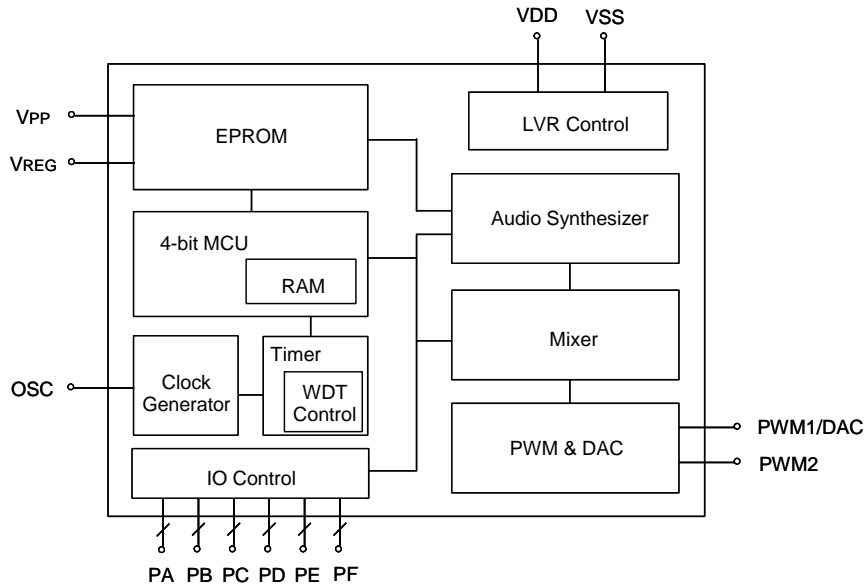 VDD VSS
VPP
VREG
EPROM
LVR Control
4-bit MCU
RAM
Audio Synthesizer
Mixer
OSC
Clock
Generator
Timer
WDT
Control
PWM & DAC
PWM1/DAC
PWM2
IO Control
PA PB PC PD PE PF